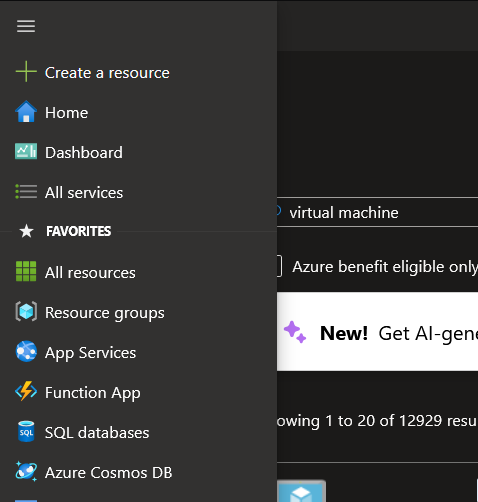 Create a resource
Home
Dashboard
All services
FAVORITES
All resources
Resource groups
App Services
Function App
SQL
SQL databases
Azure Cosmos DB
virtual machine
Azure benefit eligible only
New! Get AI-gene
owing 1 to 20 of 12929 resu